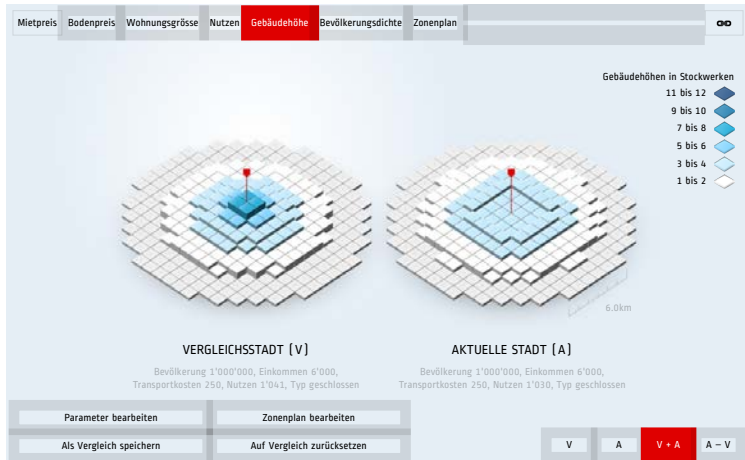 Mietpreis Bodenpreis Wohnungsgrösse Nutzen Gebäudehöhe Bevölkerungsdichte Zonenplan
Gebäudehöhen in Stockwerken
11 bis 12
9 bis 10
7 bis 8
5 bis 6
3 bis 4
1 bis 2
6.0km
VERGLEICHSSTADT (V)
Bevölkerung 1'000'000, Einkommen 6'000,
Transportkosten 250, Nutzen 1'041, Typ geschlossen
AKTUELLE STADT (A)
Bevölkerung 1'000'000, Einkommen 6'000,
Transportkosten 250, Nutzen 1'030, Typ geschlossen
Parameter bearbeiten Zonenplan bearbeiten
Als Vergleich speichern Auf Vergleich zurücksetzen
V A V + A A – V